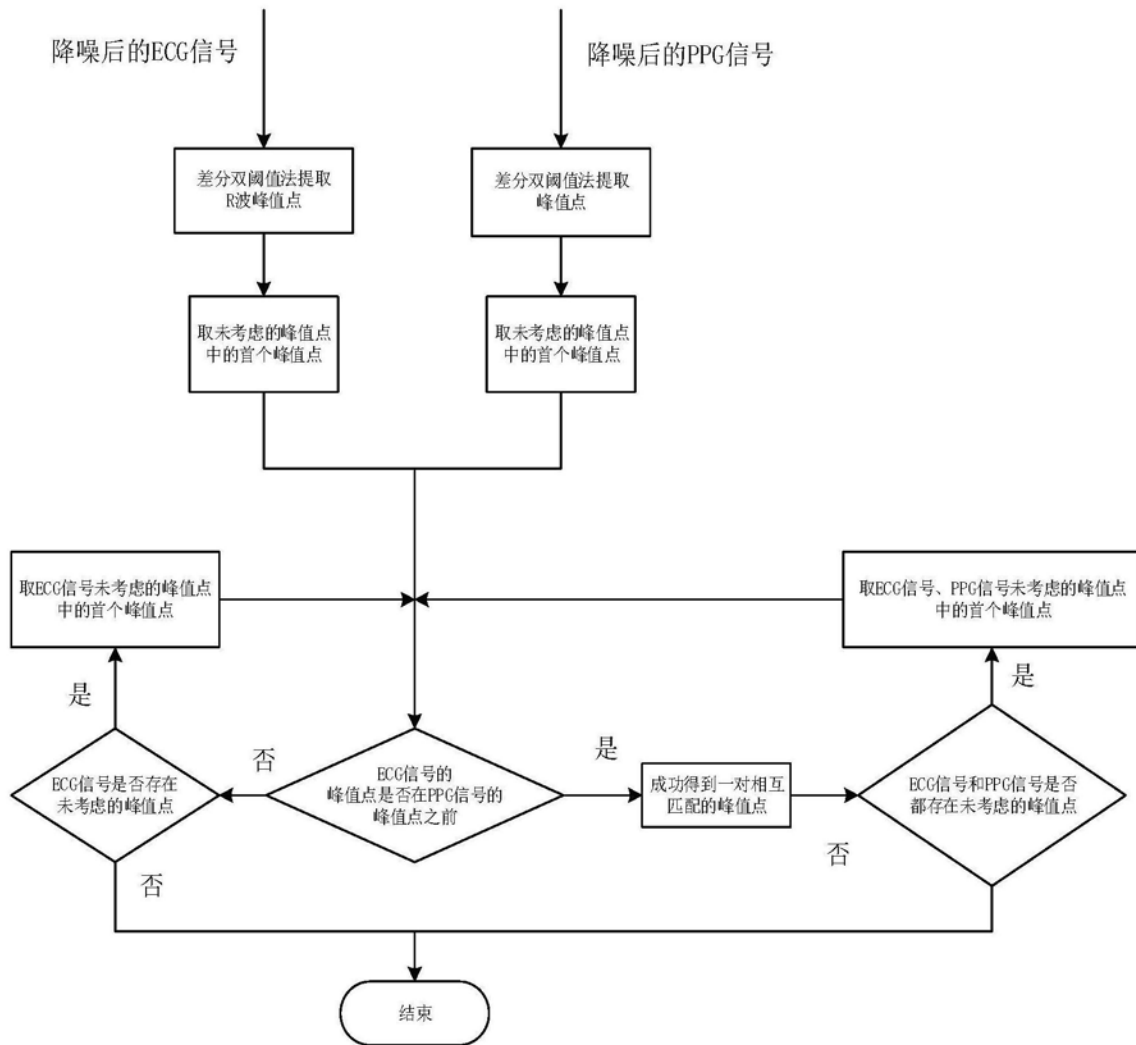 降噪后的ECG信号
降噪后的PPG信号
差分双阈值法提取
R波峰值点
差分双阈值法提取
峰值点
取未考虑的峰值点
中的首个峰值点
取未考虑的峰值点
中的首个峰值点
取ECG信号未考虑的峰值点
中的首个峰值点
取ECG信号、PPG信号未考虑的峰值点
中的首个峰值点
是
是
ECG信号是否存在
未考虑的峰值点
否
ECG信号的
峰值点是否在PPG信号的
峰值点之前
是
成功得到一对相互
匹配的峰值点
ECG信号和PPG信号是否
都存在未考虑的峰值点
否
否
结束